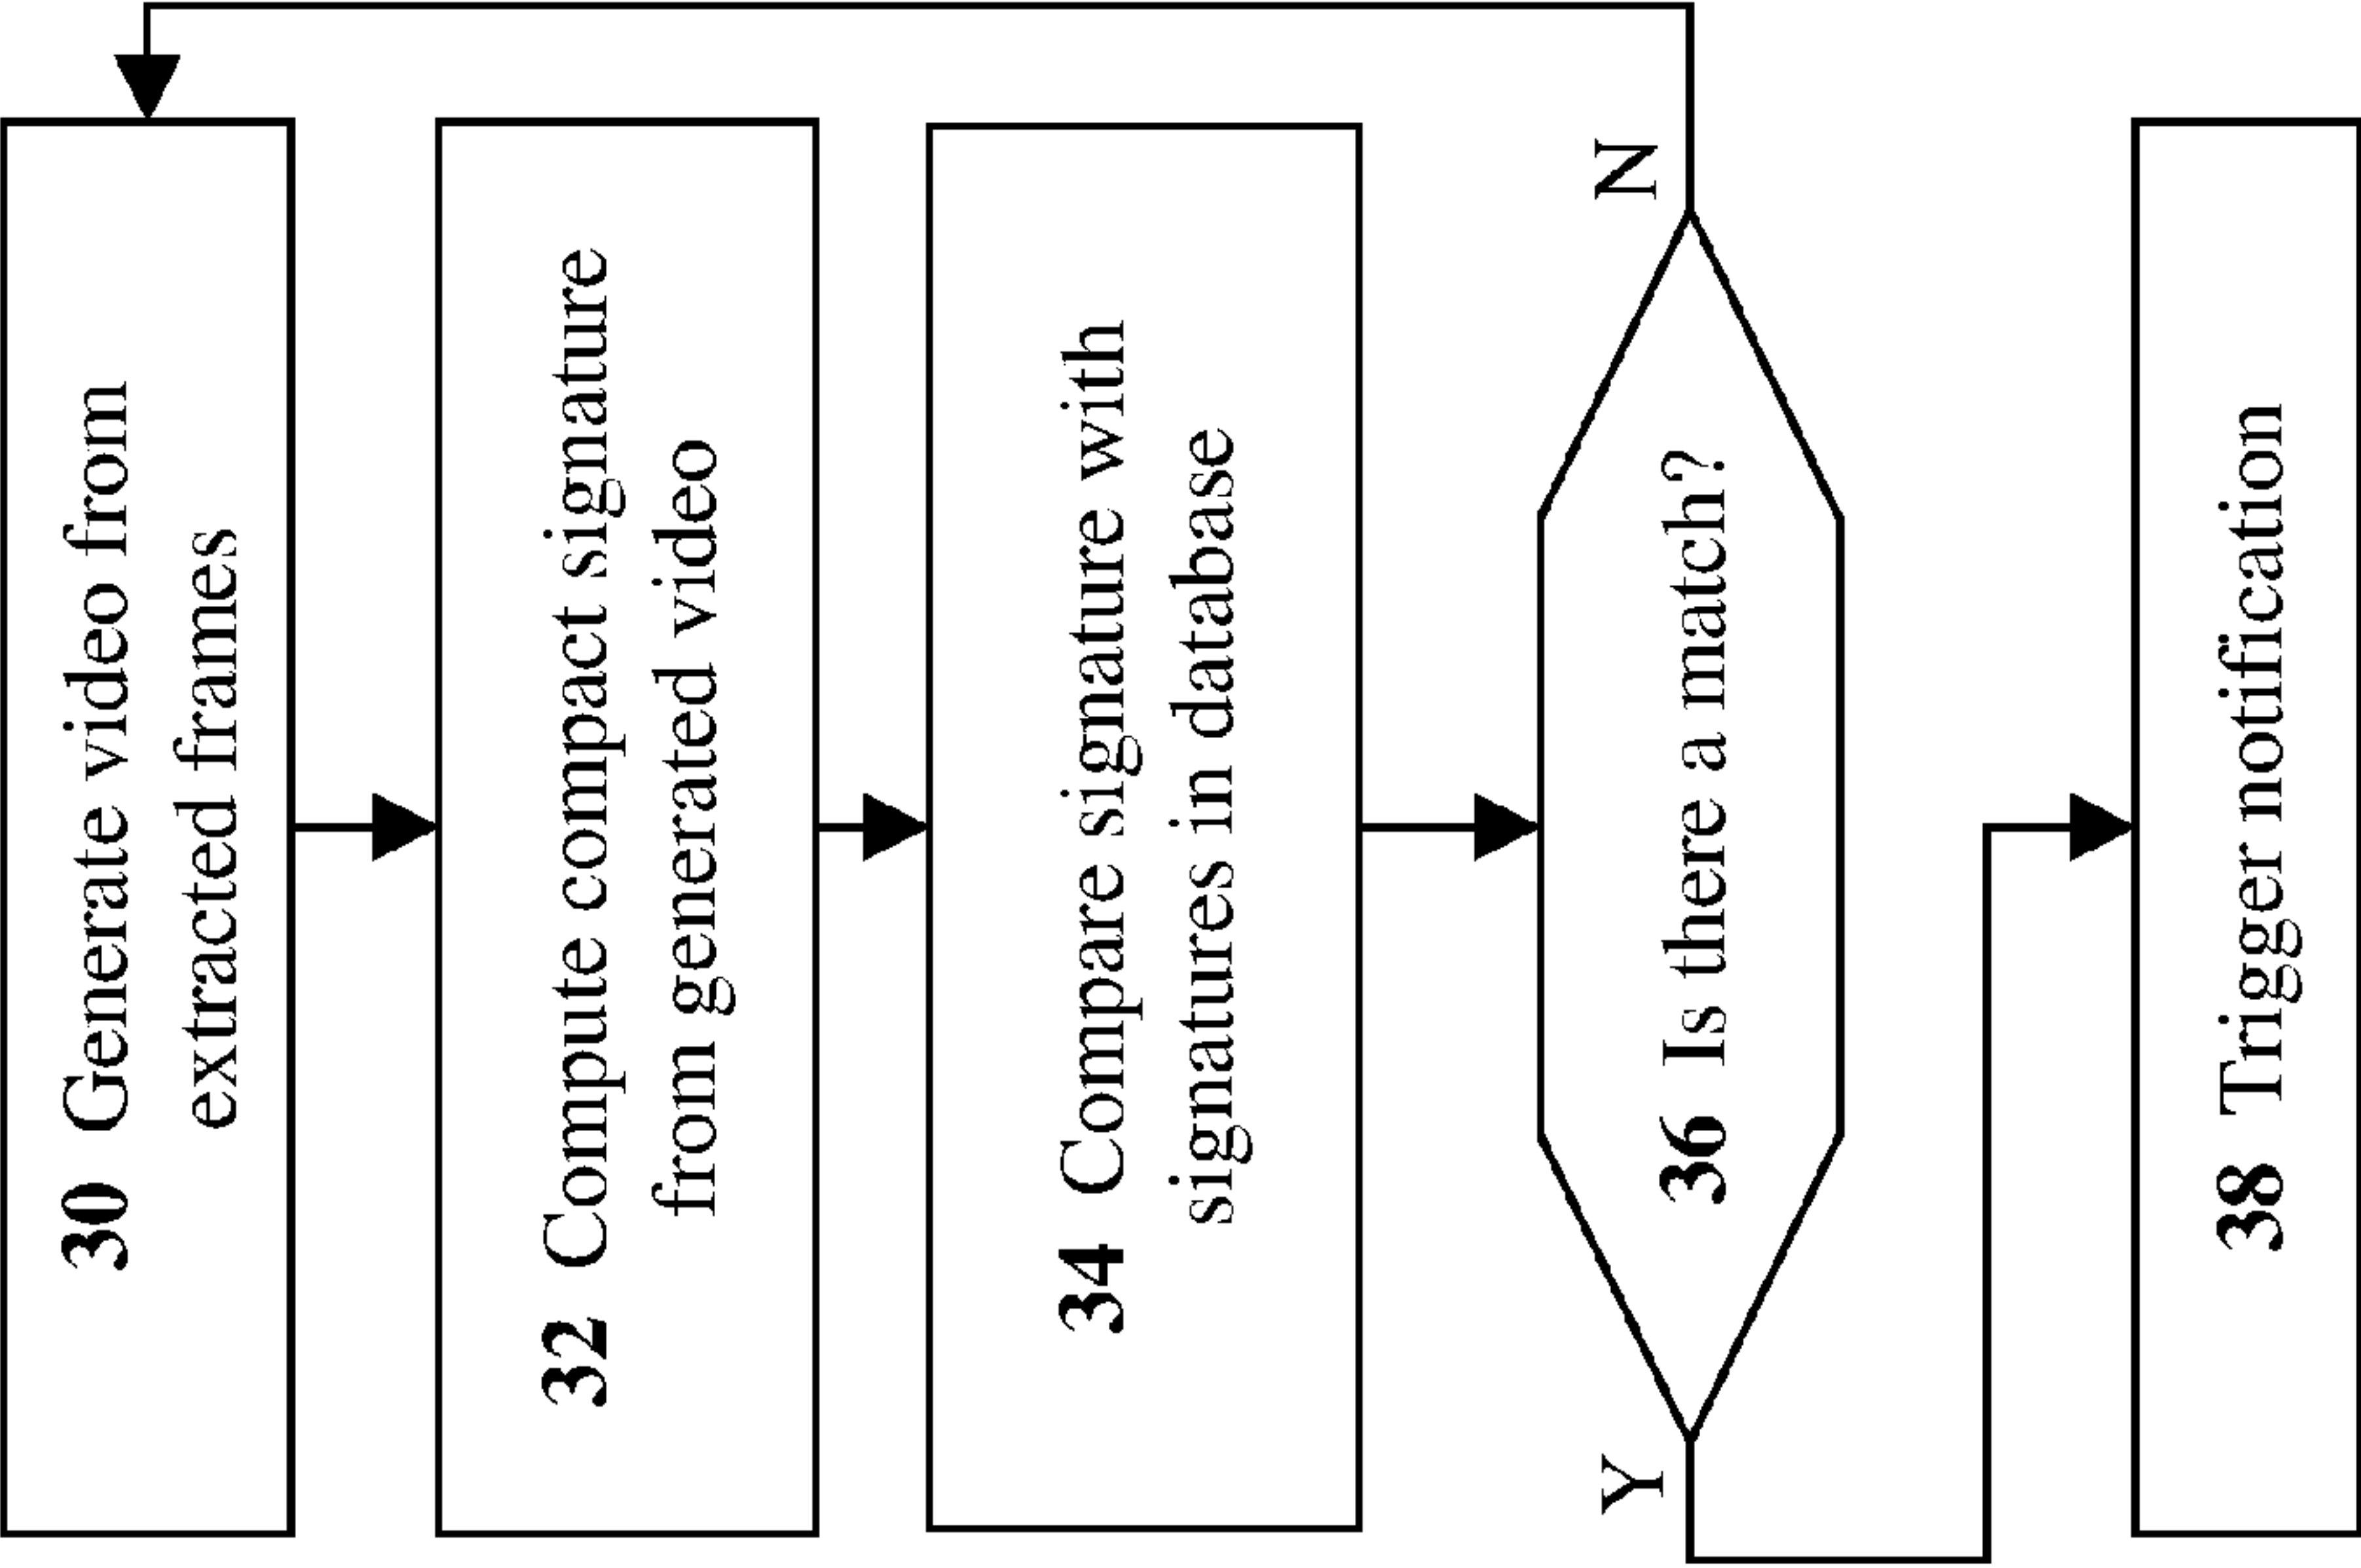 30 Generate video from
extracted frames
32 Compute compact signature
from generated video
34 Compare signature with
signatures in database
36 Is there a match?
Y
N
38 Trigger notification